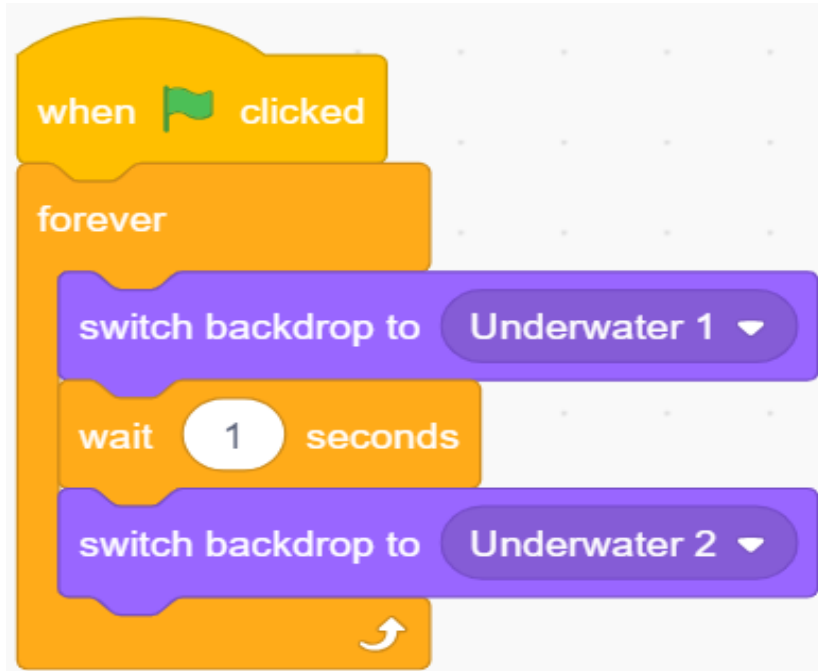 when clicked
forever
switch backdrop to Underwater 1
wait 1 seconds
switch backdrop to Underwater 2